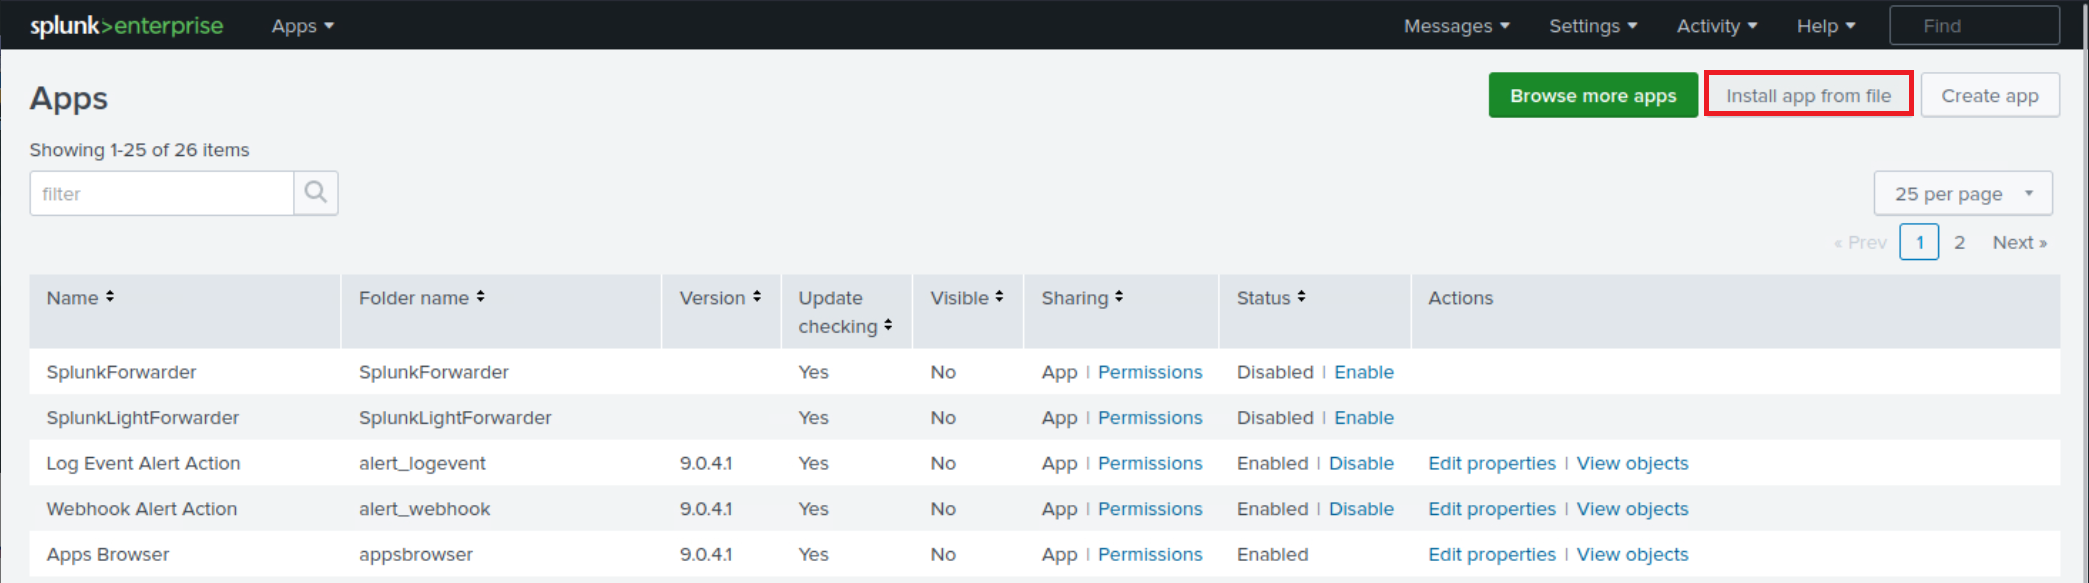 splunk>enterprise Apps Messages Settings Activity Help Find
Apps Browse more apps Install app from file Create app
Showing 1-25 of 26 items
filter 25 per page
« Prev 1 2 Next »
Name Folder name Version Update checking Visible Sharing Status Actions
SplunkForwarder SplunkForwarder Yes No App | Permissions Disabled | Enable
SplunkLightForwarder SplunkLightForwarder Yes No App | Permissions Disabled | Enable
Log Event Alert Action alert_logevent 9.0.4.1 Yes No App | Permissions Enabled | Disable Edit properties | View objects
Webhook Alert Action alert_webhook 9.0.4.1 Yes No App | Permissions Enabled | Disable Edit properties | View objects
Apps Browser appsbrowser 9.0.4.1 Yes No App | Permissions Enabled Edit properties | View objects